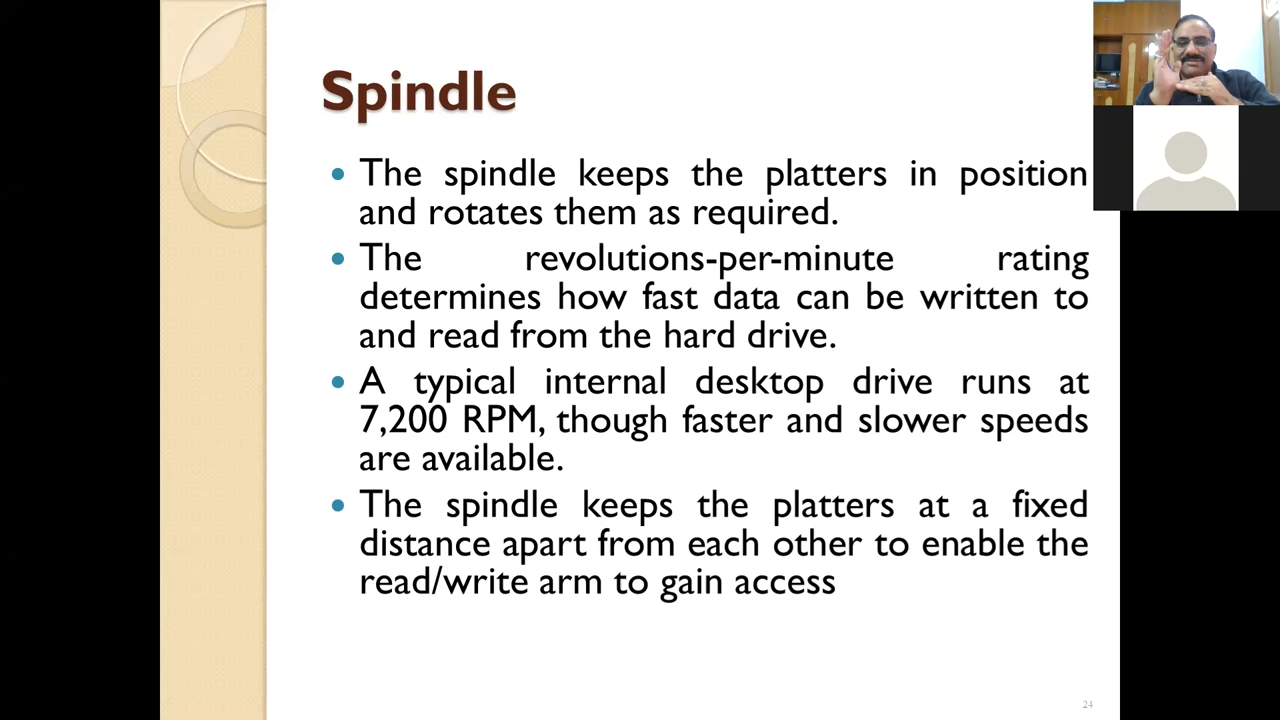 Spindle
• The spindle keeps the platters in position
and rotates them as required.
• The revolutions-per-minute rating
determines how fast data can be written to
and read from the hard drive.
• A typical internal desktop drive runs at
7,200 RPM, though faster and slower speeds
are available.
• The spindle keeps the platters at a fixed
distance apart from each other to enable the
read/write arm to gain access
24